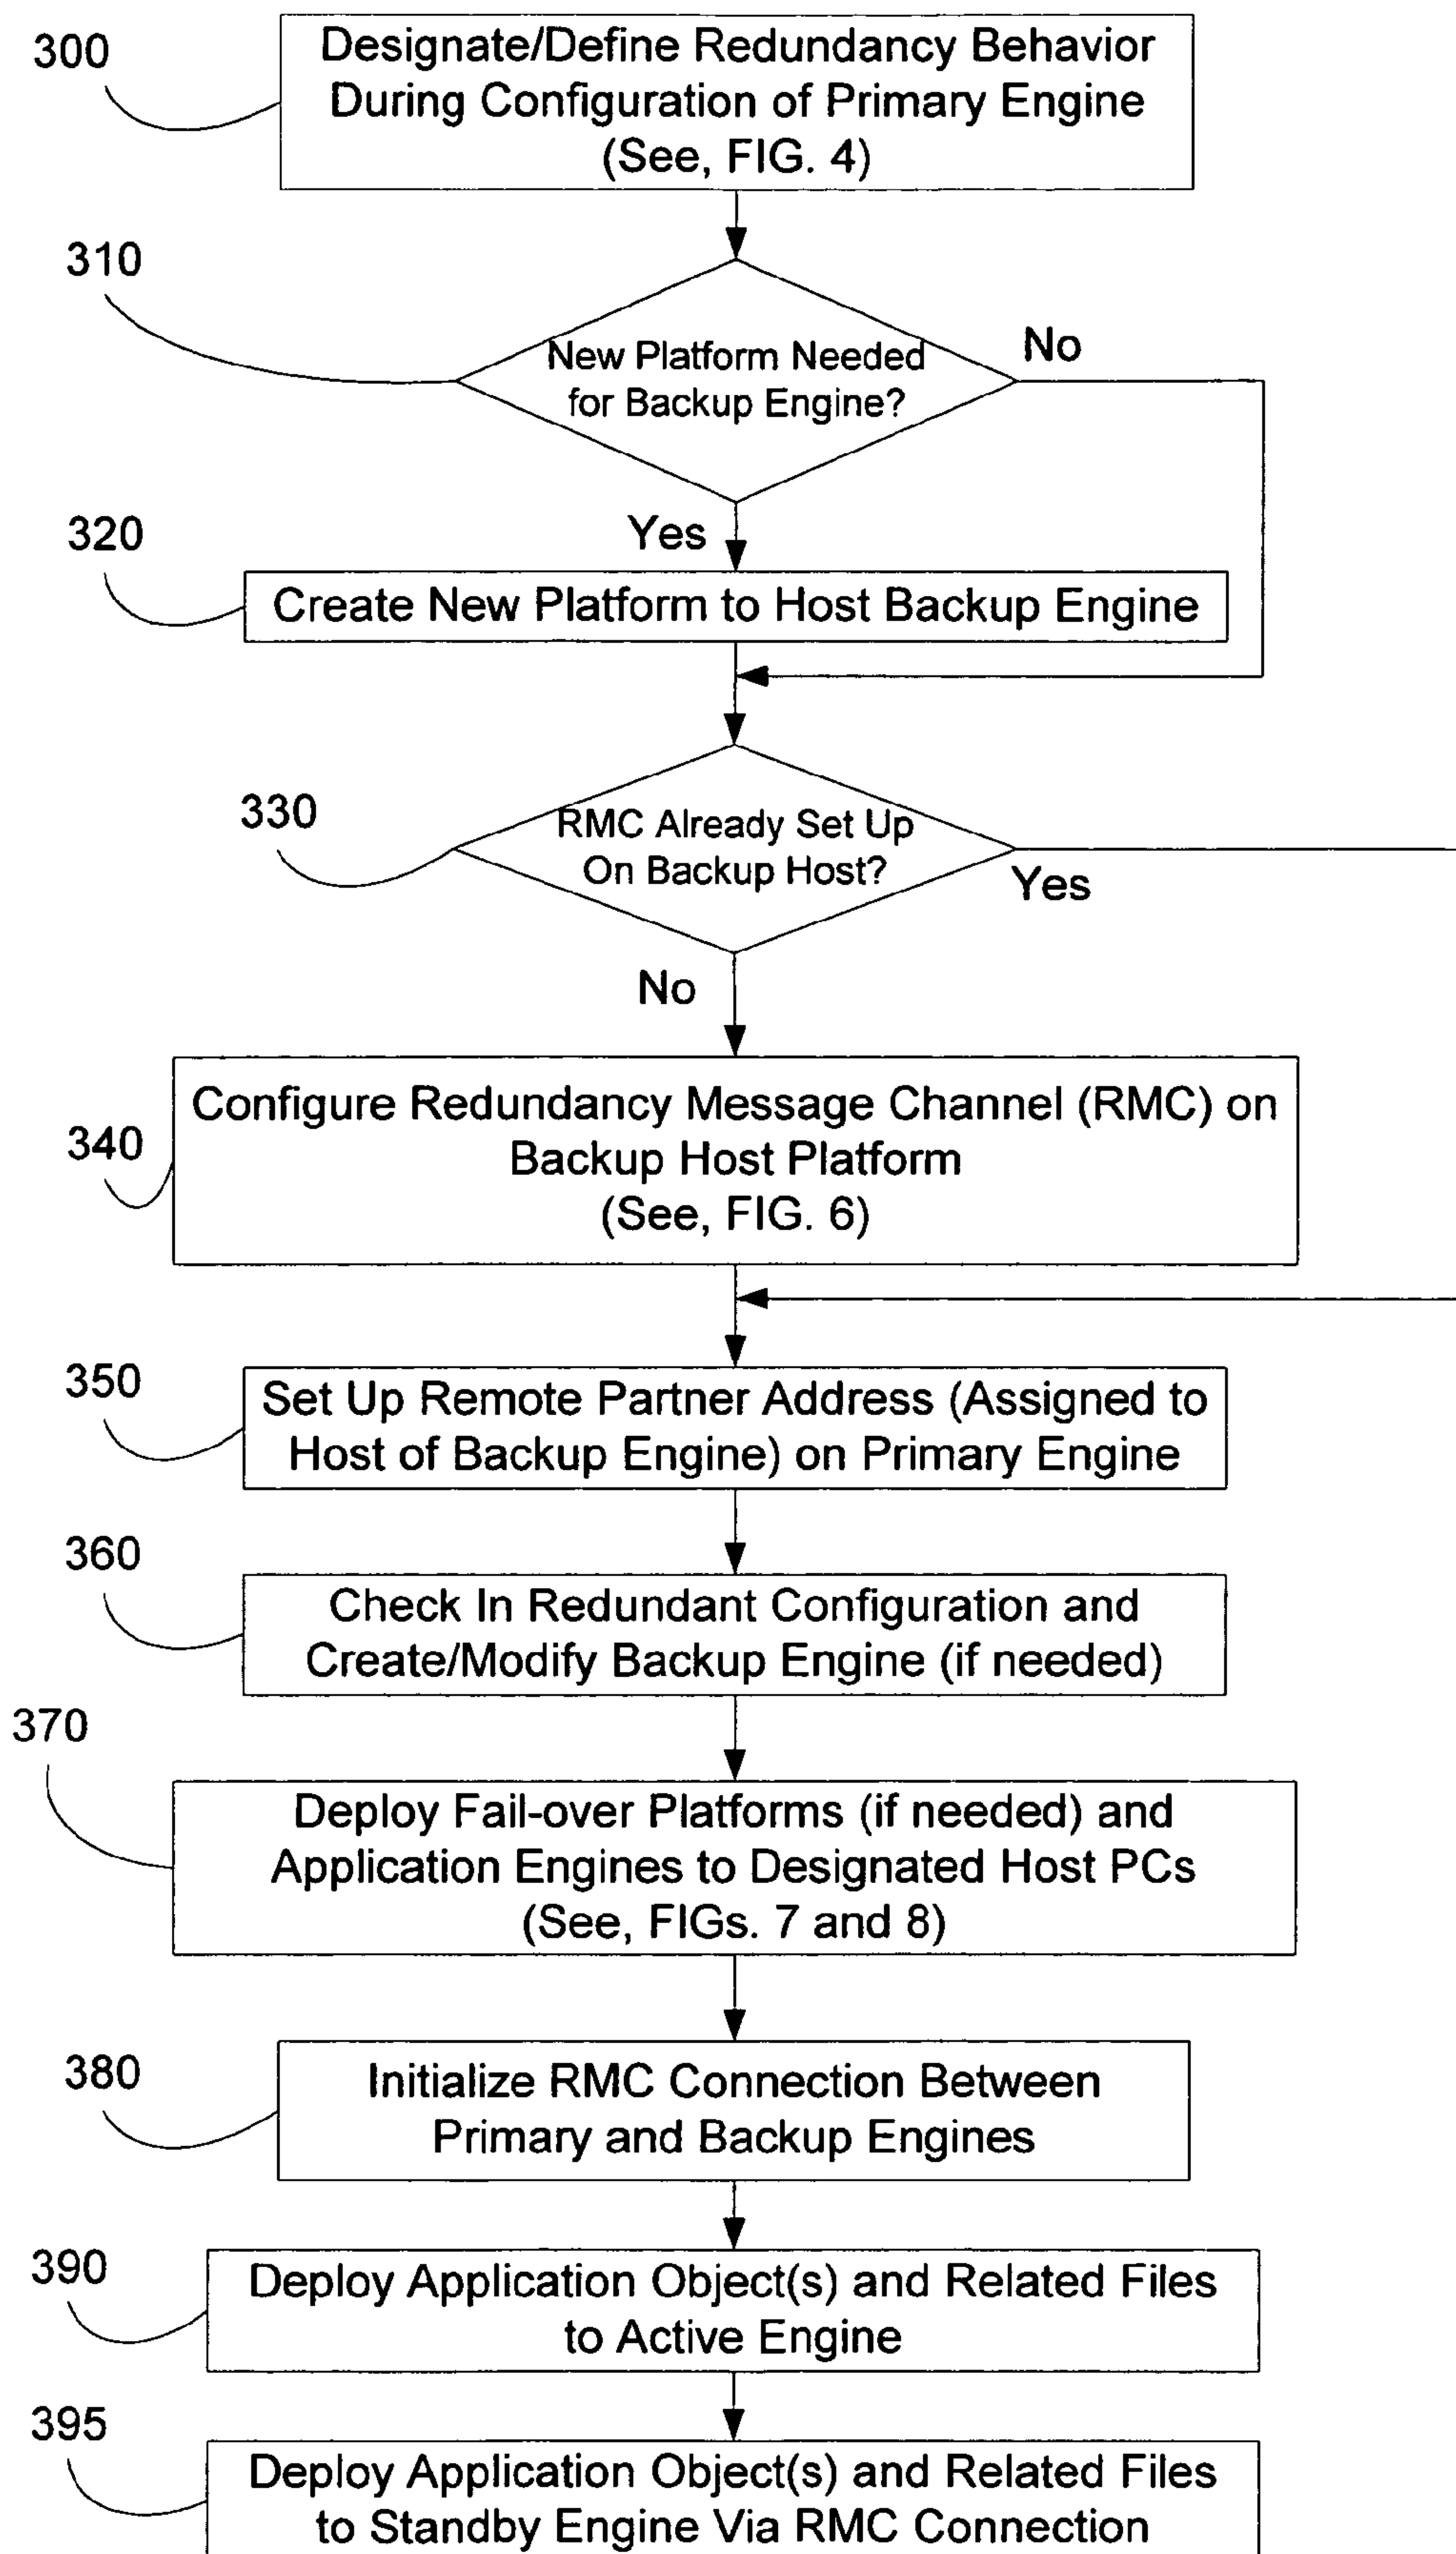 300
Designate/Define Redundancy Behavior
During Configuration of Primary Engine
(See, FIG. 4)
310
New Platform Needed
for Backup Engine?
No
Yes
320
Create New Platform to Host Backup Engine
330
RMC Already Set Up
On Backup Host?
Yes
No
340
Configure Redundancy Message Channel (RMC) on
Backup Host Platform
(See, FIG. 6)
350
Set Up Remote Partner Address (Assigned to
Host of Backup Engine) on Primary Engine
360
Check In Redundant Configuration and
Create/Modify Backup Engine (if needed)
370
Deploy Fail-over Platforms (if needed) and
Application Engines to Designated Host PCs
(See, FIGs. 7 and 8)
380
Initialize RMC Connection Between
Primary and Backup Engines
390
Deploy Application Object(s) and Related Files
to Active Engine
395
Deploy Application Object(s) and Related Files
to Standby Engine Via RMC Connection